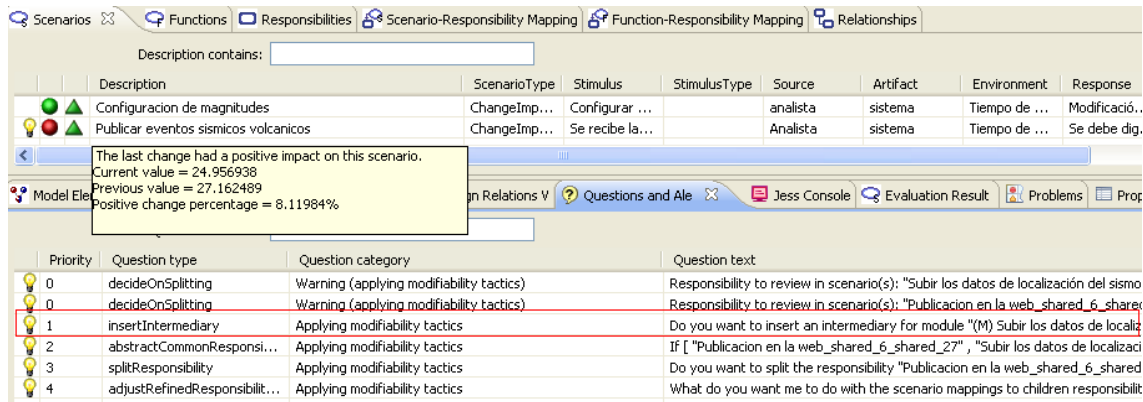 Scenarios Functions Responsibilities Scenario-Responsibility Mapping Function-Responsibility Mapping Relationships
Description contains:
Description ScenarioType Stimulus StimulusType Source Artifact Environment Response
Configuracion de magnitudes ChangeImp... Configurar ... analista sistema Tiempo de ... Modificació..
Publicar eventos sismicos volcanicos ChangeImp... Se recibe la... Analista sistema Tiempo de ... Se debe dig.
The last change had a positive impact on this scenario.
Current value = 24.956938
Previous value = 27.162489
Positive change percentage = 8.11984%
Model Ele gn Relations V Questions and Ale Jess Console Evaluation Result Problems Prop
Priority Question type Question category Question text
0 decideOnSplitting Warning (applying modifiability tactics) Responsibility to review in scenario(s): "Subir los datos de localización del sismo
0 decideOnSplitting Warning (applying modifiability tactics) Responsibility to review in scenario(s): "Publicacion en la web_shared_6_shared
1 insertIntermediary Applying modifiability tactics Do you want to insert an intermediary for module "(M) Subir los datos de localiz
2 abstractCommonResponsi... Applying modifiability tactics If [ "Publicacion en la web_shared_6_shared_27" , "Subir los datos de localizaci
3 splitResponsibility Applying modifiability tactics Do you want to split the responsibility "Publicacion en la web_shared_6_shared
4 adjustRefinedResponsibilit... Applying modifiability tactics What do you want me to do with the scenario mappings to children responsibilit